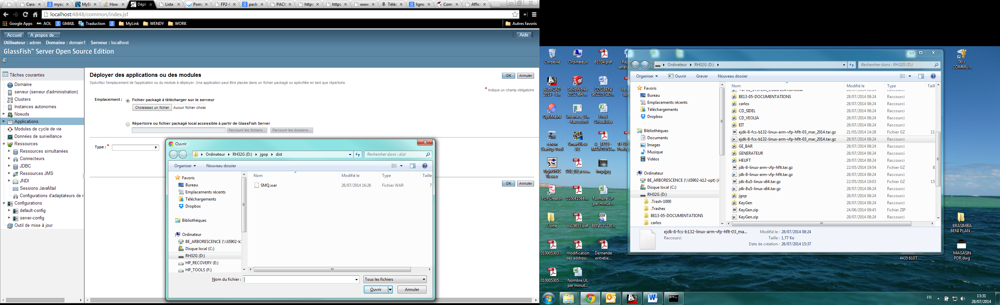 Cara
mysq
MySQ
How
Déplo
Liste
Pomp
FP2-F
pack
PACK
https
https
www
Téléc
ligne
Com
Affic
localhost:4848/common/index.jsf
Google Apps AOL GMAIL Traduction MyLink WENDY WORK Autres favoris
Accueil A propos de... Aide
Utilisateur : admin Domaine : domain1 Serveur : localhost
GlassFish™ Server Open Source Edition
Tâches courantes
Domaine
serveur (serveur d'administration)
Clusters
Instances autonomes
Noeuds
Applications
Modules de cycle de vie
Données de surveillance
Ressources
Ressources simultanées
Connecteurs
JDBC
Ressources JMS
JNDI
Sessions JavaMail
Configurations d'adaptateurs de r
Configurations
default-config
server-config
Outil de mise à jour
Déployer des applications ou des modules
OK Annuler
Spécifiez l'emplacement de l'application ou du module à déployer. Une application peut être placée dans un fichier packagé ou spécifiée en tant que répertoire.
* Indique un champ obligatoire
Emplacement : Fichier packagé à télécharger sur le serveur
Choisissez un fichier Aucun fichier choisi
Répertoire ou fichier packagé local accessible à partir de GlassFish Server
Parcourir les fichiers... Parcourir les dossiers...
Type : *
OK Annuler
Ouvrir
Ordinateur RH32G (D:) jgop dist
Rechercher dans : dist
Organiser Nouveau dossier
Favoris
Bureau
Emplacements récents
Téléchargements
Dropbox
Bibliothèques
Ordinateur
BE_ARBORESCENCE (\\li5902-k1
Disque local (C:)
RH32G (D:)
HP_RECOVERY (E:)
HP_TOOLS (F:)
Nom Modifié le Type Taille
SMQ.war 26/07/2014 16:26 Fichier WAR 7
Nom du fichier : Tous les fichiers
Ouvrir Annuler
Corbeille
Ordinateur
61034.pdf
AutoCAD 2013 - E...
SolidWorks 2012 x64 ...
CDC BENI 902105 SID...
OptiMaint
Interface_G... - Raccourci
Prod Cristal.xlsx
zenon Startup Tool
SmartView 3.1
A__BE13 - MAINTENA...
TightVNC Viewer
SGE_08_rese...
tmp.jpg
PDFCreator
010041044....
Nombre UP par minut...
Usine
bs19853.pdf
BENI131230...
010005303....
modification des address...
Demande entretie...
010005305....
Nombre UL par minut...
Ordinateur RH32G (D:)
Rechercher dans : RH32G (D:)
Organiser Ouvrir Graver Nouveau dossier
Favoris
Bureau
Emplacements récents
Téléchargements
Dropbox
Bibliothèques
Documents
Images
Musique
Vidéos
Ordinateur
BE_ARBORESCENCE (\\li5902-k12-opt) (A
Disque local (C:)
RH32G (D:)
.Trash-1000
.Trashes
BE13-05-DOCUMENTATIONS
carlos
Nom Modifié le Type Taill
BE13-05-DOCUMENTATIONS 28/07/2014 08:24 Raccourci
carlos 28/07/2014 08:24 Raccourci
CD_SIDEL 28/07/2014 08:24 Raccourci
CD_VEOLIA 28/07/2014 08:24 Raccourci
EIT 28/07/2014 08:24 Raccourci
ejdk-8-fcs-b132-linux-arm-vfp-hflt-03_mar_2014.tar.gz 21/05/2014 14:28 Fichier GZ 11
ejdk-8-fcs-b132-linux-arm-vfp-hflt-03_mar_2014.tar.gz 28/07/2014 08:24 Raccourci
GE_BAR 28/07/2014 08:24 Raccourci
GENERATEUR 28/07/2014 08:24 Raccourci
HEUFT 28/07/2014 08:24 Raccourci
jdk-8-linux-arm-vfp-hflt.tar.gz 22/05/2014 19:54 Fichier GZ 8
jdk-8-linux-arm-vfp-hflt.tar.gz 28/07/2014 08:24 Raccourci
jdk-8u5-linux-x64.tar.gz 22/05/2014 19:03 Fichier GZ 15
jdk-8u5-linux-x64.tar.gz 28/07/2014 08:24 Raccourci
jgop 28/07/2014 08:24 Raccourci
KeyGen 28/07/2014 08:24 Raccourci
KeyGen.zip 24/06/2014 09:45 Fichier ZIP
KeyGen.zip 28/07/2014 08:24 Raccourci
ejdk-8-fcs-b132-linux-arm-vfp-hflt-03_ma... Modifié le : 28/07/2014 08:24
Raccourci Taille : 1,77 Ko
Date de création : 26/07/2014 15:37
4435 610T ...
00 - COMMU...
BRASIMBA BENI PLAN ...
MAGASIN PDR.dwg
FR 13:31
28/07/2014